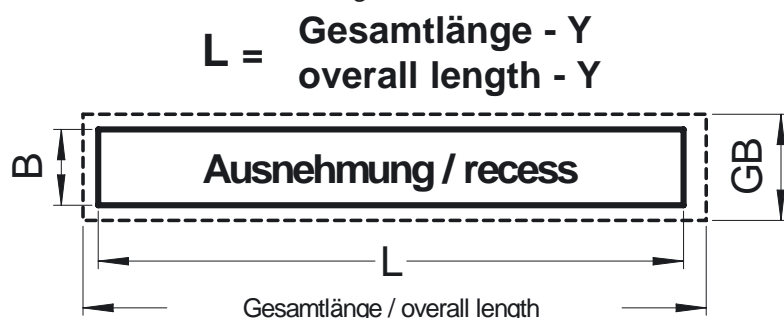 L = Gesamtlänge - Y
overall length - Y
B
Ausnehmung / recess
GB
L
Gesamtlänge / overall length